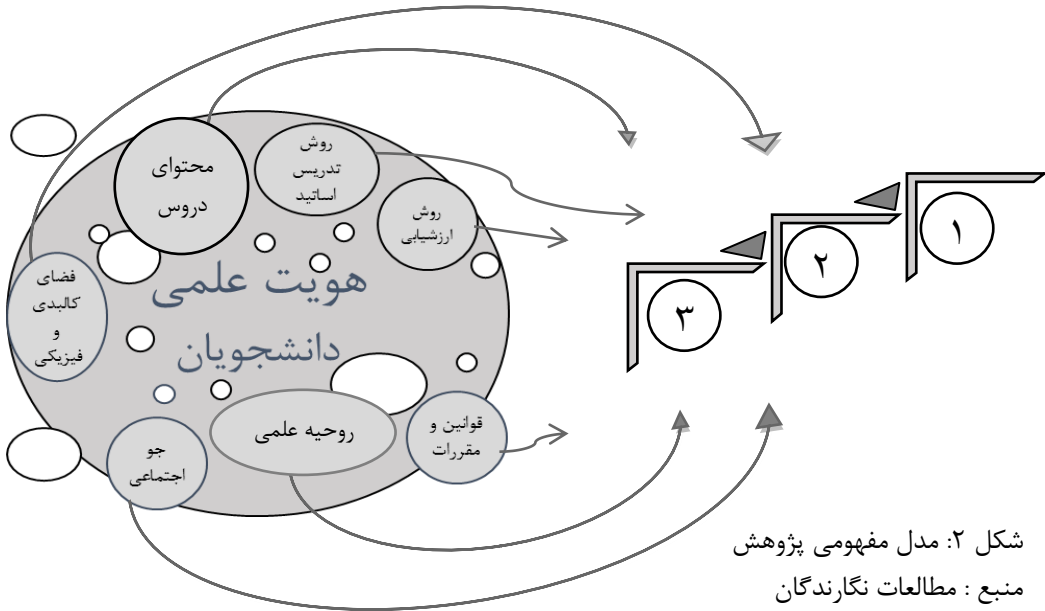 محتوای
دروس
روش
تدریس
اساتید
روش
ارزشیابی
فضای
کالبدی
و
فیزیکی
هویت علمی
دانشجویان
جو
اجتماعی
روحیه علمی
قوانین و
مقررات
۱
۲
۳
شکل ۲: مدل مفهومی پژوهش
منبع : مطالعات نگارندگان